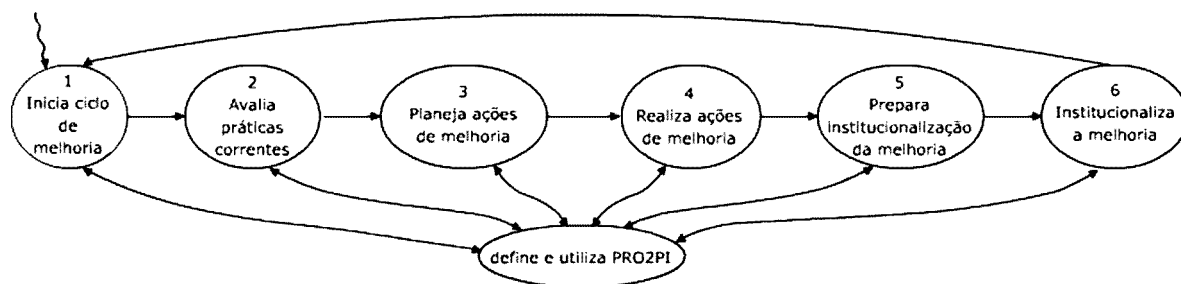 1
Inicia ciclo
de
melhoria
2
Avalia
práticas
correntes
3
Planeja ações
de melhoria
4
Realiza ações
de melhoria
5
Prepara
institucionalização
da melhoria
6
Institucionaliza
a melhoria
define e utiliza PRO2PI